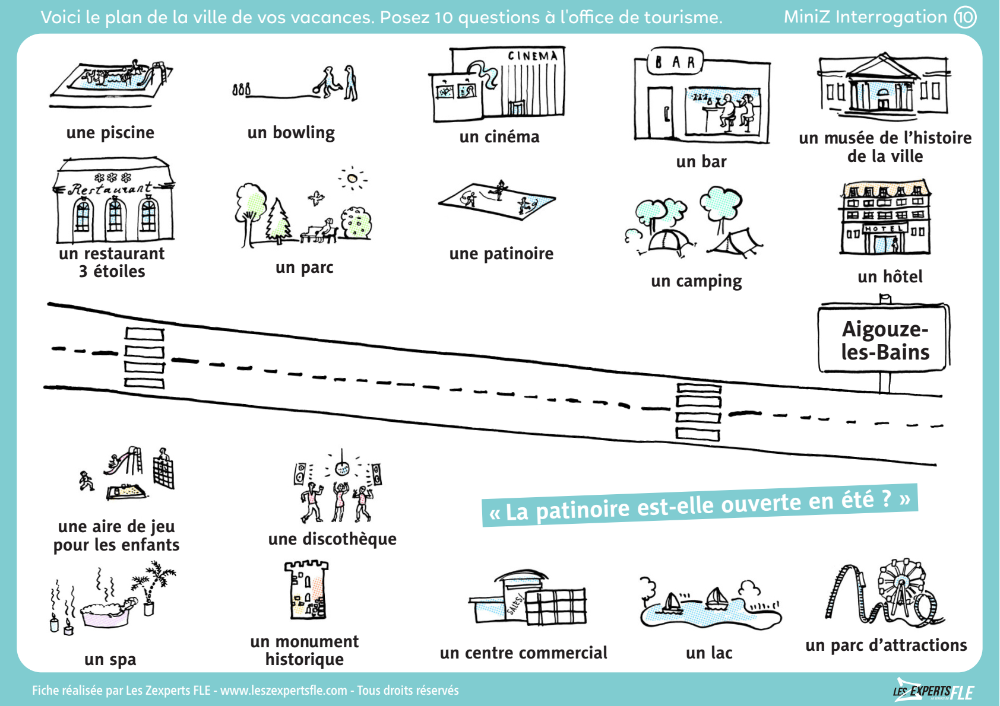 Voici le plan de la ville de vos vacances. Posez 10 questions à l'office de tourisme.
MiniZ Interrogation 10
CINEMA
BAR
une piscine
un bowling
un cinéma
un bar
un musée de l'histoire
de la ville
Restaurant
HOTEL
un restaurant
3 étoiles
un parc
une patinoire
un camping
un hôtel
Aigouze-
les-Bains
« La patinoire est-elle ouverte en été ? »
une aire de jeu
pour les enfants
une discothèque
SALES!
un spa
un monument
historique
un centre commercial
un lac
un parc d'attractions
Fiche réalisée par Les Zexperts FLE - www.leszexpertsfle.com - Tous droits réservés
LES ZEXPERTS FLE